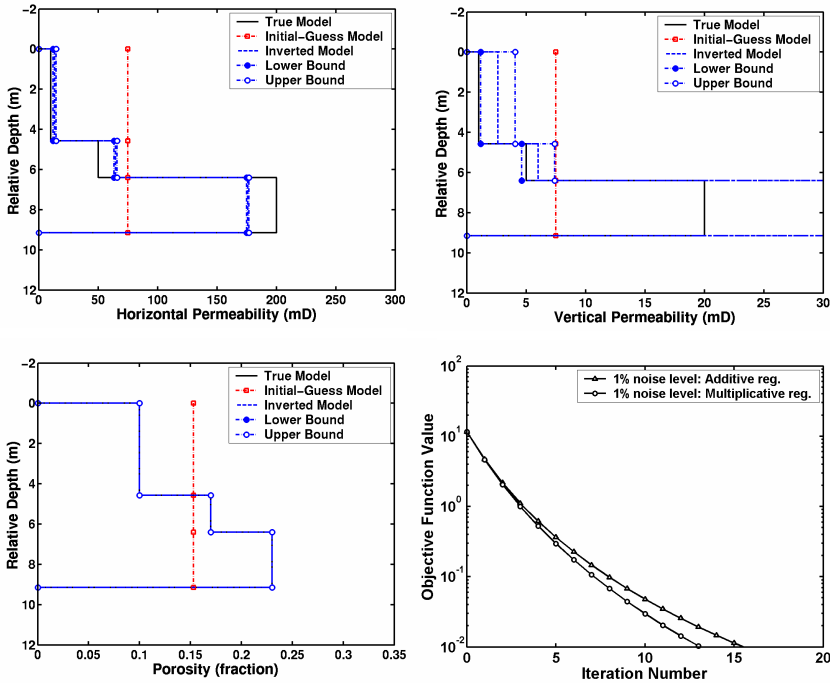 −2
0
2
4
6
8
10
12
0
50
100
150
200
250
300
Relative Depth (m)
Horizontal Permeability (mD)
True Model
Initial−Guess Model
Inverted Model
Lower Bound
Upper Bound
−2
0
2
4
6
8
10
12
0
5
10
15
20
25
30
Relative Depth (m)
Vertical Permeability (mD)
True Model
Initial−Guess Model
Inverted Model
Lower Bound
Upper Bound
−2
0
2
4
6
8
10
12
0
0.05
0.1
0.15
0.2
0.25
0.3
0.35
Relative Depth (m)
Porosity (fraction)
True Model
Initial−Guess Model
Inverted Model
Lower Bound
Upper Bound
10^2
10^1
10^0
10^−1
10^−2
0
5
10
15
20
Objective Function Value
Iteration Number
1% noise level: Additive reg.
1% noise level: Multiplicative reg.